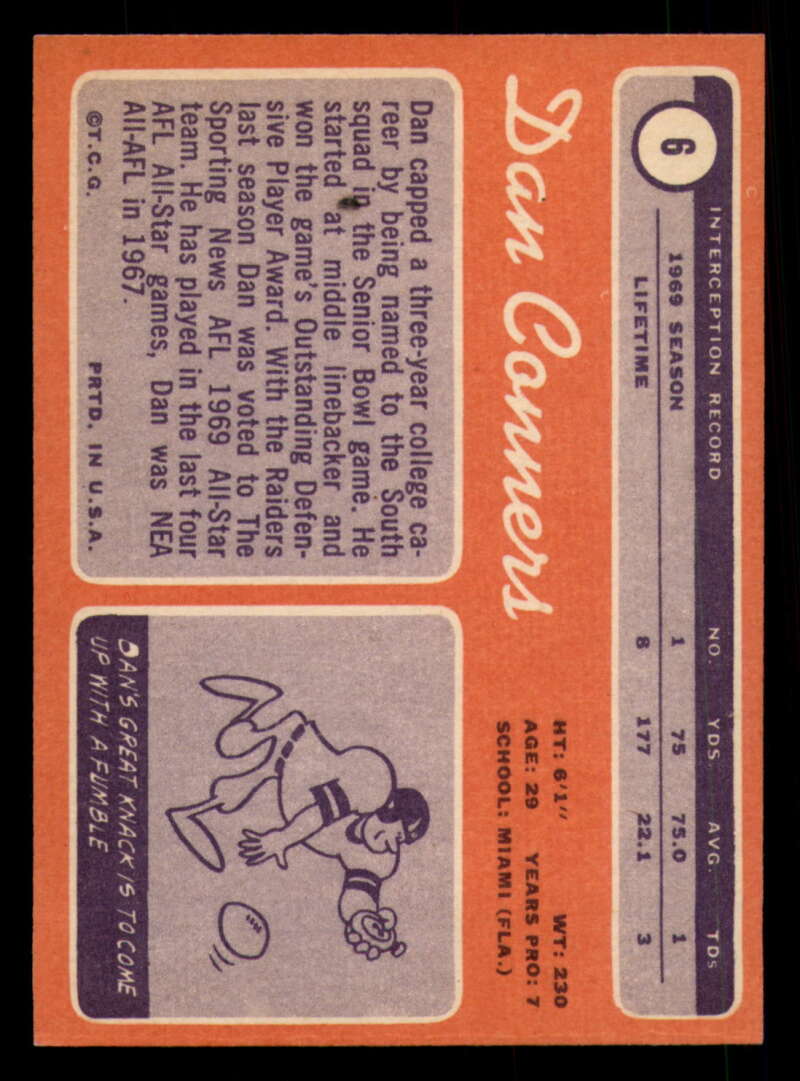 6
INTERCEPTION RECORD NO. YDS AVG. TDs
1969 SEASON 1 75 75.0 1
LIFETIME 8 177 22.1 3
Dan Conners
HT: 6'1" WT: 230
AGE: 29 YEARS PRO: 7
SCHOOL: MIAMI (FLA.)
Dan capped a three-year college ca-
reer by being named to the South
squad in the Senior Bowl game. He
started at middle linebacker and
won the game's Outstanding Defen-
sive Player Award. With the Raiders
last season Dan was voted to The
Sporting News AFL 1969 All-Star
team. He has played in the last four
AFL All-Star games, Dan was NEA
All-AFL in 1967.
©T.C.G. PRTD. IN U.S.A.
DAN'S GREAT KNACK IS TO COME
UP WITH A FUMBLE